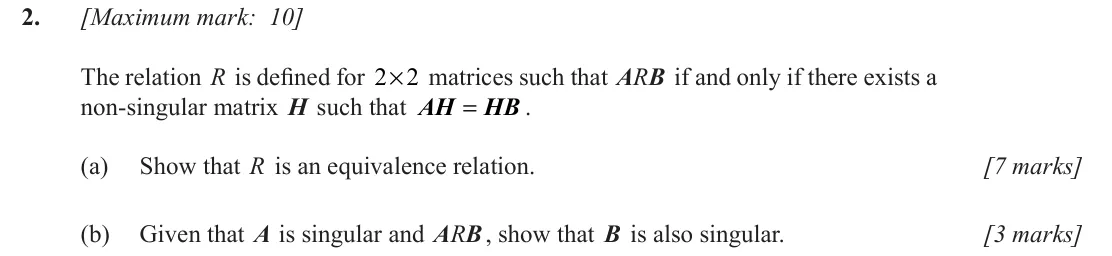 2. [Maximum mark: 10]
The relation R is defined for 2×2 matrices such that ARB if and only if there exists a
non-singular matrix H such that AH = HB .
(a) Show that R is an equivalence relation. [7 marks]
(b) Given that A is singular and ARB, show that B is also singular. [3 marks]